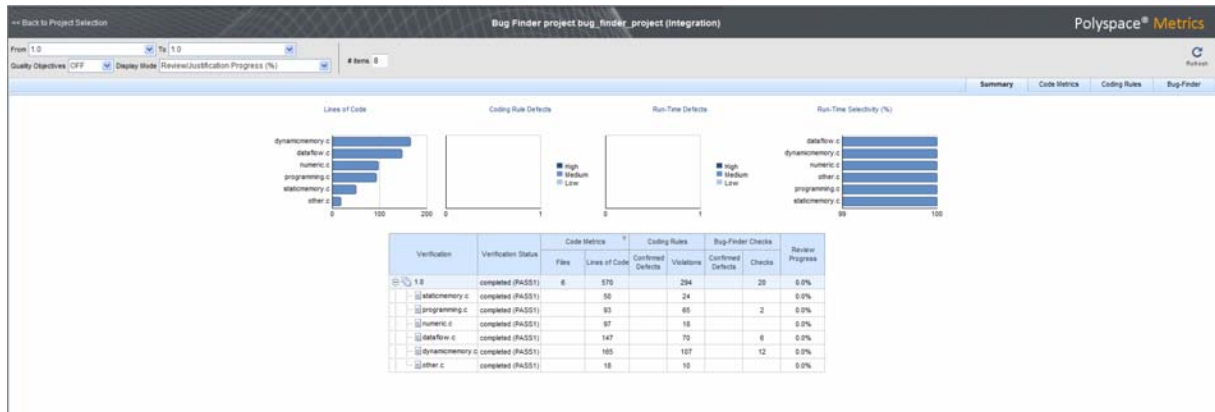 << Back to Project Selection
Bug Finder project bug_finder_project (Integration)
Polyspace® Metrics
From 1.0 To 1.0
# items 0
Refresh
Quality Objectives OFF Display Mode Review/Justification Progress (%)
Summary Code Metrics Coding Rules Bug-Finder
Lines of Code
dynamicmemory.c
dataflow.c
numeric.c
programming.c
staticmemory.c
other.c
0 100 200
Coding Rule Defects
High
Medium
Low
0 1
Run-Time Defects
High
Medium
Low
0 1
Run-Time Selectivity (%)
dataflow.c
dynamicmemory.c
numeric.c
other.c
programming.c
staticmemory.c
99 100
Verification Verification Status Code Metrics Coding Rules Bug-Finder Checks Review Progress
Files Lines of Code Confirmed Defects Violations Confirmed Defects Checks
1.0 completed (PASS1) 6 570 294 20 0.0%
staticmemory.c completed (PASS1) 50 24 0.0%
programming.c completed (PASS1) 93 65 2 0.0%
numeric.c completed (PASS1) 97 18 0.0%
dataflow.c completed (PASS1) 147 70 6 0.0%
dynamicmemory.c completed (PASS1) 165 107 12 0.0%
other.c completed (PASS1) 18 10 0.0%